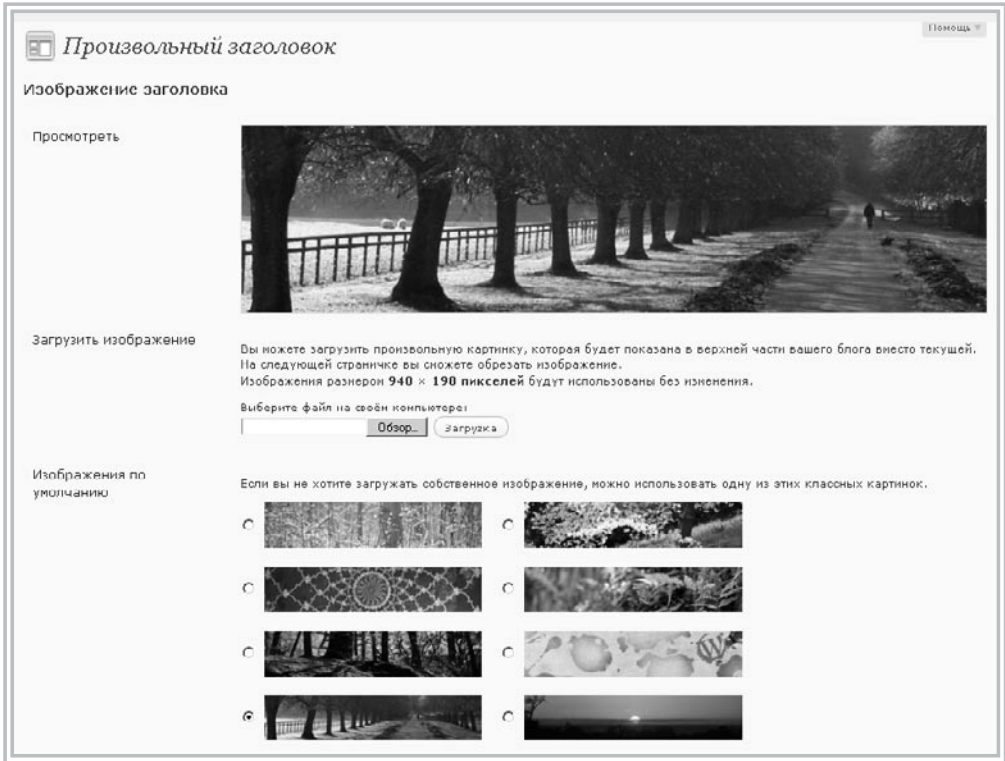 Помощь
Произвольный заголовок
Изображение заголовка
Просмотреть
Загрузить изображение
Вы можете загрузить произвольную картинку, которая будет показана в верхней части вашего блога вместо текущей.
На следующей страничке вы сможете обрезать изображение.
Изображения размером 940 × 198 пикселей будут использованы без изменения.
Выберите файл на своём компьютере:
Обзор...
Загрузка
Изображения по
умолчанию
Если вы не хотите загружать собственное изображение, можно использовать одну из этих классных картинок.
W